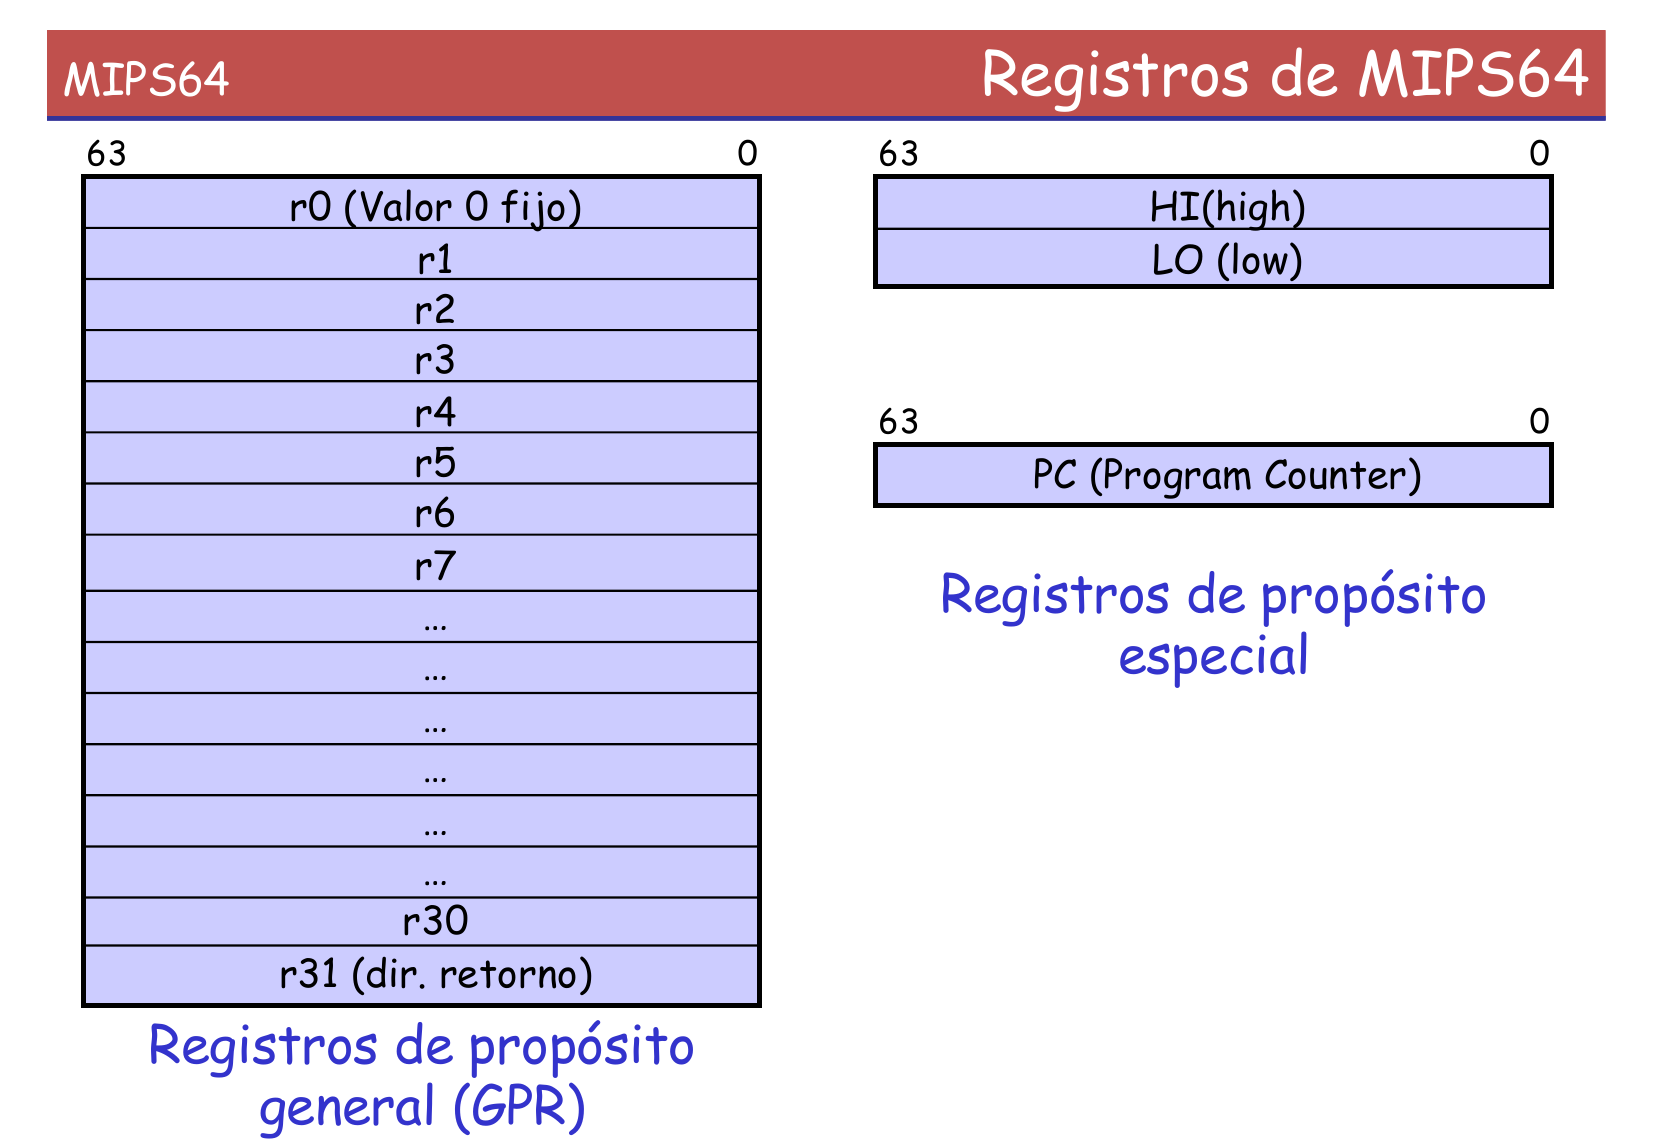 MIPS64
Registros de MIPS64
63 0
r0 (Valor 0 fijo)
r1
r2
r3
r4
r5
r6
r7
...
...
...
...
...
...
r30
r31 (dir. retorno)
Registros de propósito
general (GPR)
63 0
HI(high)
LO (low)
63 0
PC (Program Counter)
Registros de propósito
especial